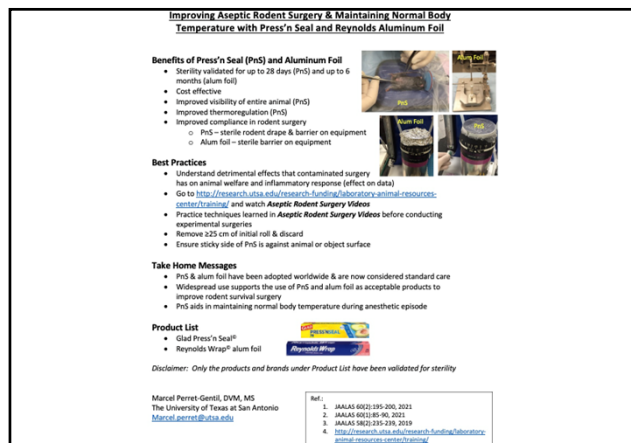 Improving Aseptic Rodent Surgery & Maintaining Normal Body
Temperature with Press'n Seal and Reynolds Aluminum Foil
Benefits of Press'n Seal (PnS) and Aluminum Foil
• Sterility validated for up to 28 days (PnS) and up to 6
months (alum foil)
• Cost effective
• Improved visibility of entire animal (PnS)
• Improved thermoregulation (PnS)
• Improved compliance in rodent surgery
o PnS – sterile rodent drape & barrier on equipment
o Alum foil – sterile barrier on equipment
PnS
Alum Foil
Alum Foil
PnS
Best Practices
• Understand detrimental effects that contaminated surgery
has on animal welfare and inflammatory response (effect on data)
• Go to http://research.utsa.edu/research-funding/laboratory-animal-resources-
center/training/ and watch Aseptic Rodent Surgery Videos
• Practice techniques learned in Aseptic Rodent Surgery Videos before conducting
experimental surgeries
• Remove ≥25 cm of initial roll & discard
• Ensure sticky side of PnS is against animal or object surface
Take Home Messages
• PnS & alum foil have been adopted worldwide & are now considered standard care
• Widespread use supports the use of PnS and alum foil as acceptable products to
improve rodent survival surgery
• PnS aids in maintaining normal body temperature during anesthetic episode
Product List
• Glad Press'n Seal®
• Reynolds Wrap® alum foil
GLAD
Press'n Seal
Reynolds Wrap
Disclaimer: Only the products and brands under Product List have been validated for sterility
Marcel Perret-Gentil, DVM, MS
The University of Texas at San Antonio
Marcel.perret@utsa.edu
Ref.:
1. JAALAS 60(2):195-200, 2021
2. JAALAS 60(1):85-90, 2021
3. JAALAS 58(2):235-239, 2019
4. http://research.utsa.edu/research-funding/laboratory-
animal-resources-center/training/